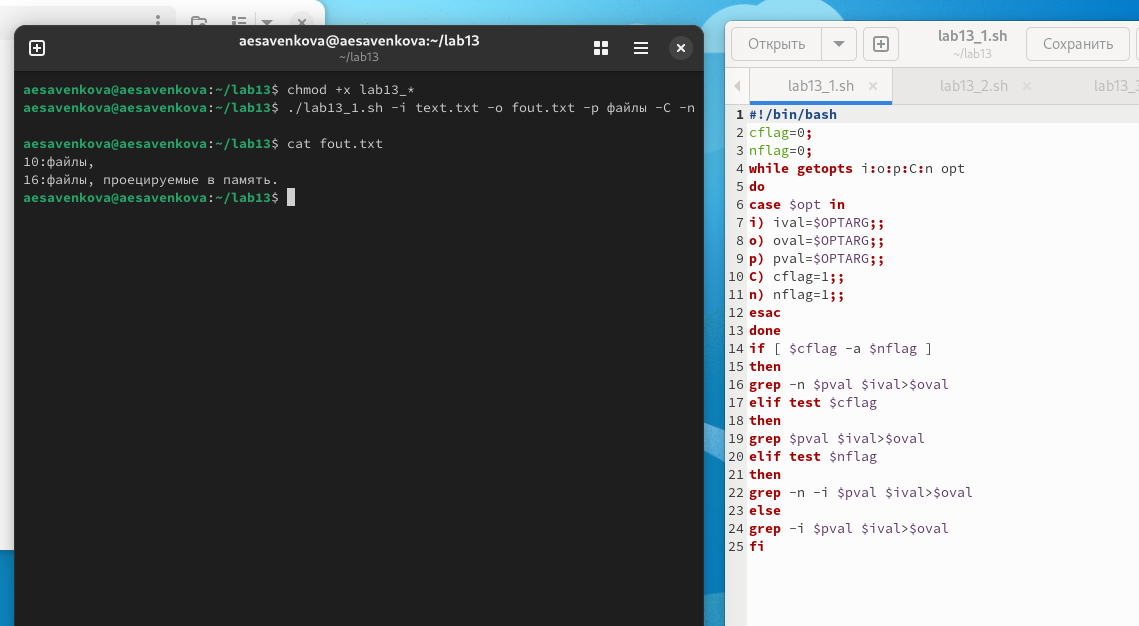 aesavenkova@aesavenkova:~/lab13
~/lab13
aesavenkova@aesavenkova:~/lab13$ chmod +x lab13_*
aesavenkova@aesavenkova:~/lab13$ ./lab13_1.sh -i text.txt -o fout.txt -p файлы -C -n
aesavenkova@aesavenkova:~/lab13$ cat fout.txt
10:файлы,
16:файлы, проецируемые в память.
aesavenkova@aesavenkova:~/lab13$
Открыть
lab13_1.sh
~/lab13
Сохранить
lab13_1.sh
lab13_2.sh
lab13_3
1 #!/bin/bash
2 cflag=0;
3 nflag=0;
4 while getopts i:o:p:C:n opt
5 do
6 case $opt in
7 i) ival=$OPTARG;;
8 o) oval=$OPTARG;;
9 p) pval=$OPTARG;;
10 C) cflag=1;;
11 n) nflag=1;;
12 esac
13 done
14 if [ $cflag -a $nflag ]
15 then
16 grep -n $pval $ival>$oval
17 elif test $cflag
18 then
19 grep $pval $ival>$oval
20 elif test $nflag
21 then
22 grep -n -i $pval $ival>$oval
23 else
24 grep -i $pval $ival>$oval
25 fi